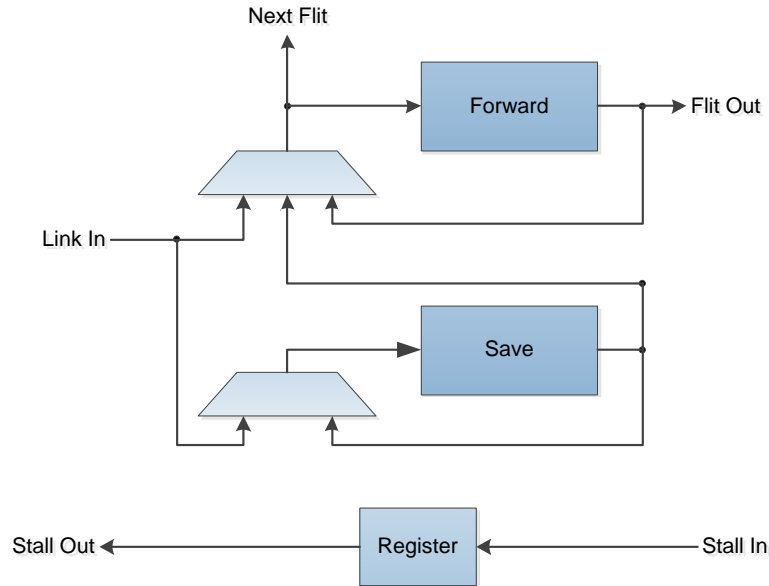 Next Flit
Forward
Flit Out
Link In
Save
Stall Out
Register
Stall In